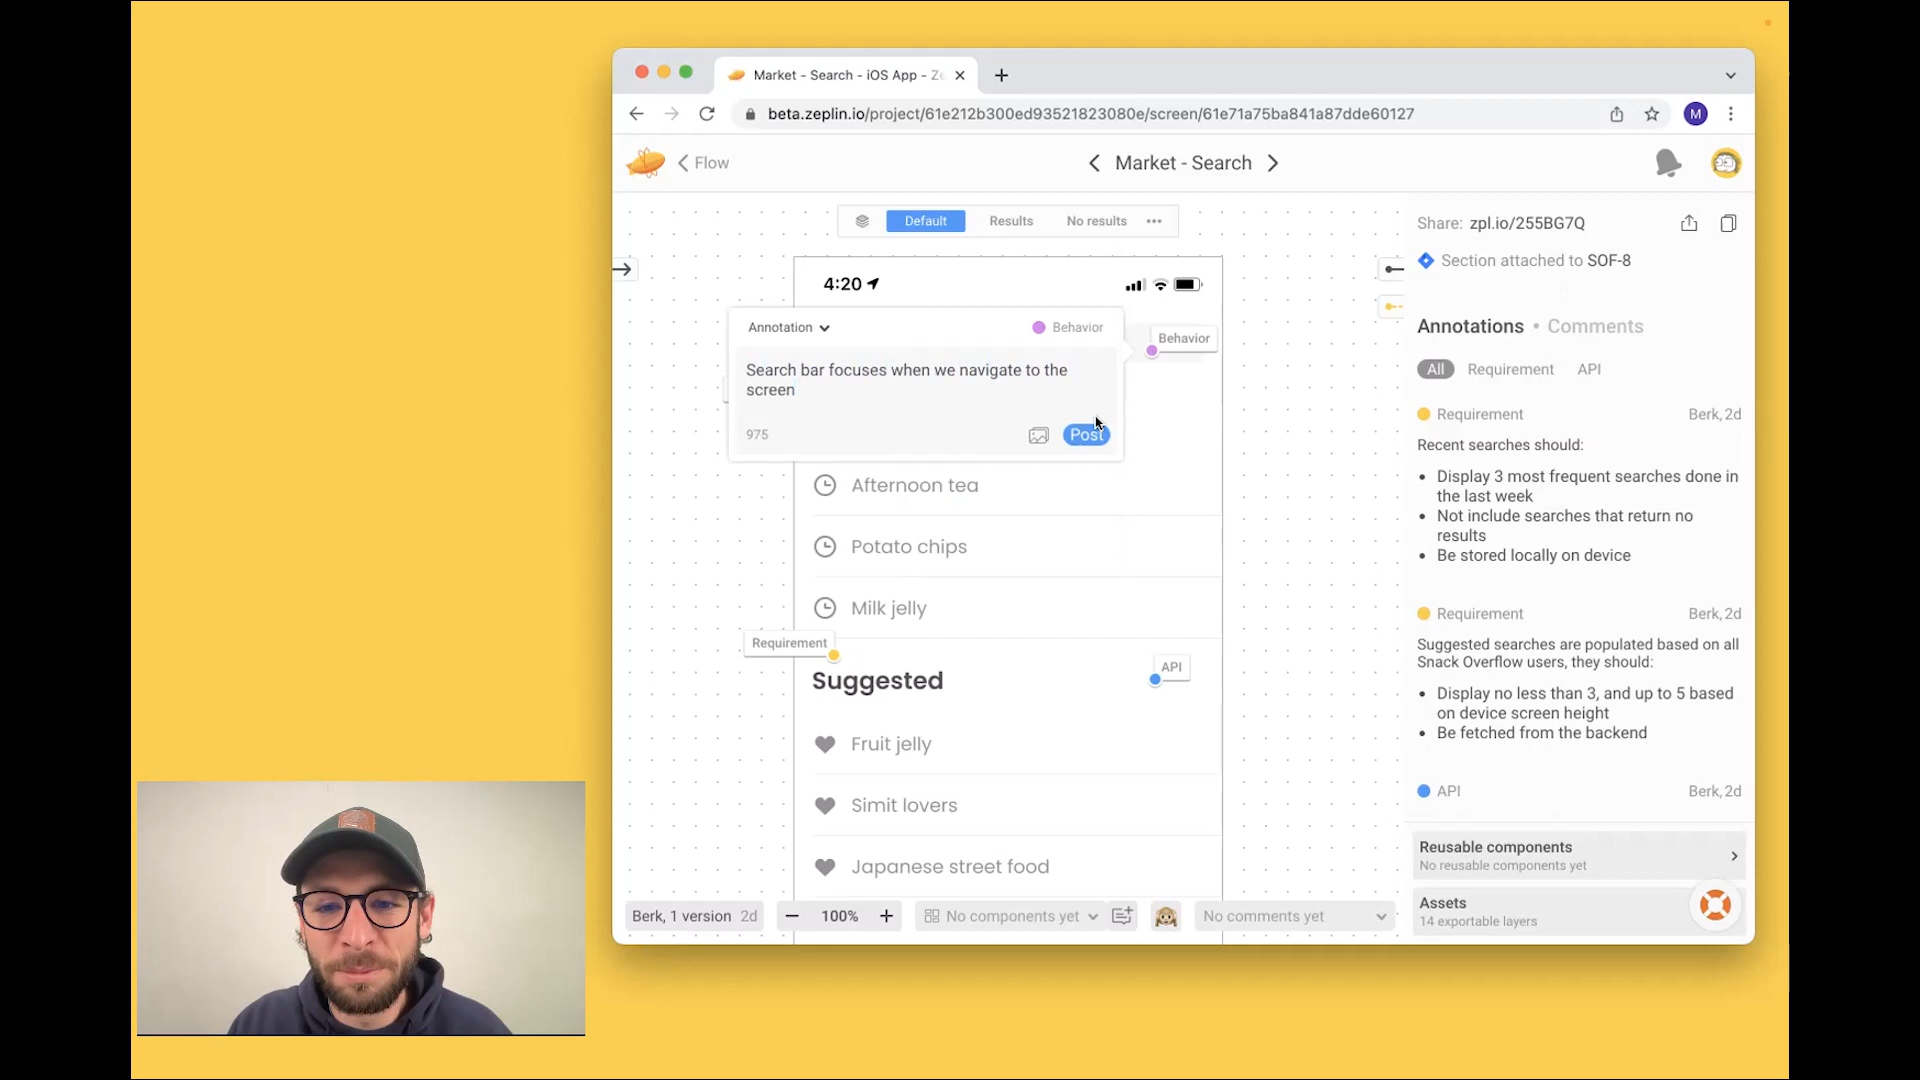 Market - Search - iOS App - Ze
beta.zeplin.io/project/61e212b300ed93521823080e/screen/61e71a75ba841a87dde60127
M
Flow
Market - Search
Default
Results
No results
Share: zpl.io/255BG7Q
Section attached to SOF-8
4:20
Annotation
Behavior
Behavior
Search bar focuses when we navigate to the
screen
975
Post
Afternoon tea
Potato chips
Milk jelly
Requirement
API
Suggested
Fruit jelly
Simit lovers
Japanese street food
Annotations • Comments
All
Requirement
API
Requirement
Berk, 2d
Recent searches should:
• Display 3 most frequent searches done in
the last week
• Not include searches that return no
results
• Be stored locally on device
Requirement
Berk, 2d
Suggested searches are populated based on all
Snack Overflow users, they should:
• Display no less than 3, and up to 5 based
on device screen height
• Be fetched from the backend
API
Berk, 2d
Reusable components
No reusable components yet
Assets
14 exportable layers
Berk, 1 version 2d
100%
No components yet
No comments yet